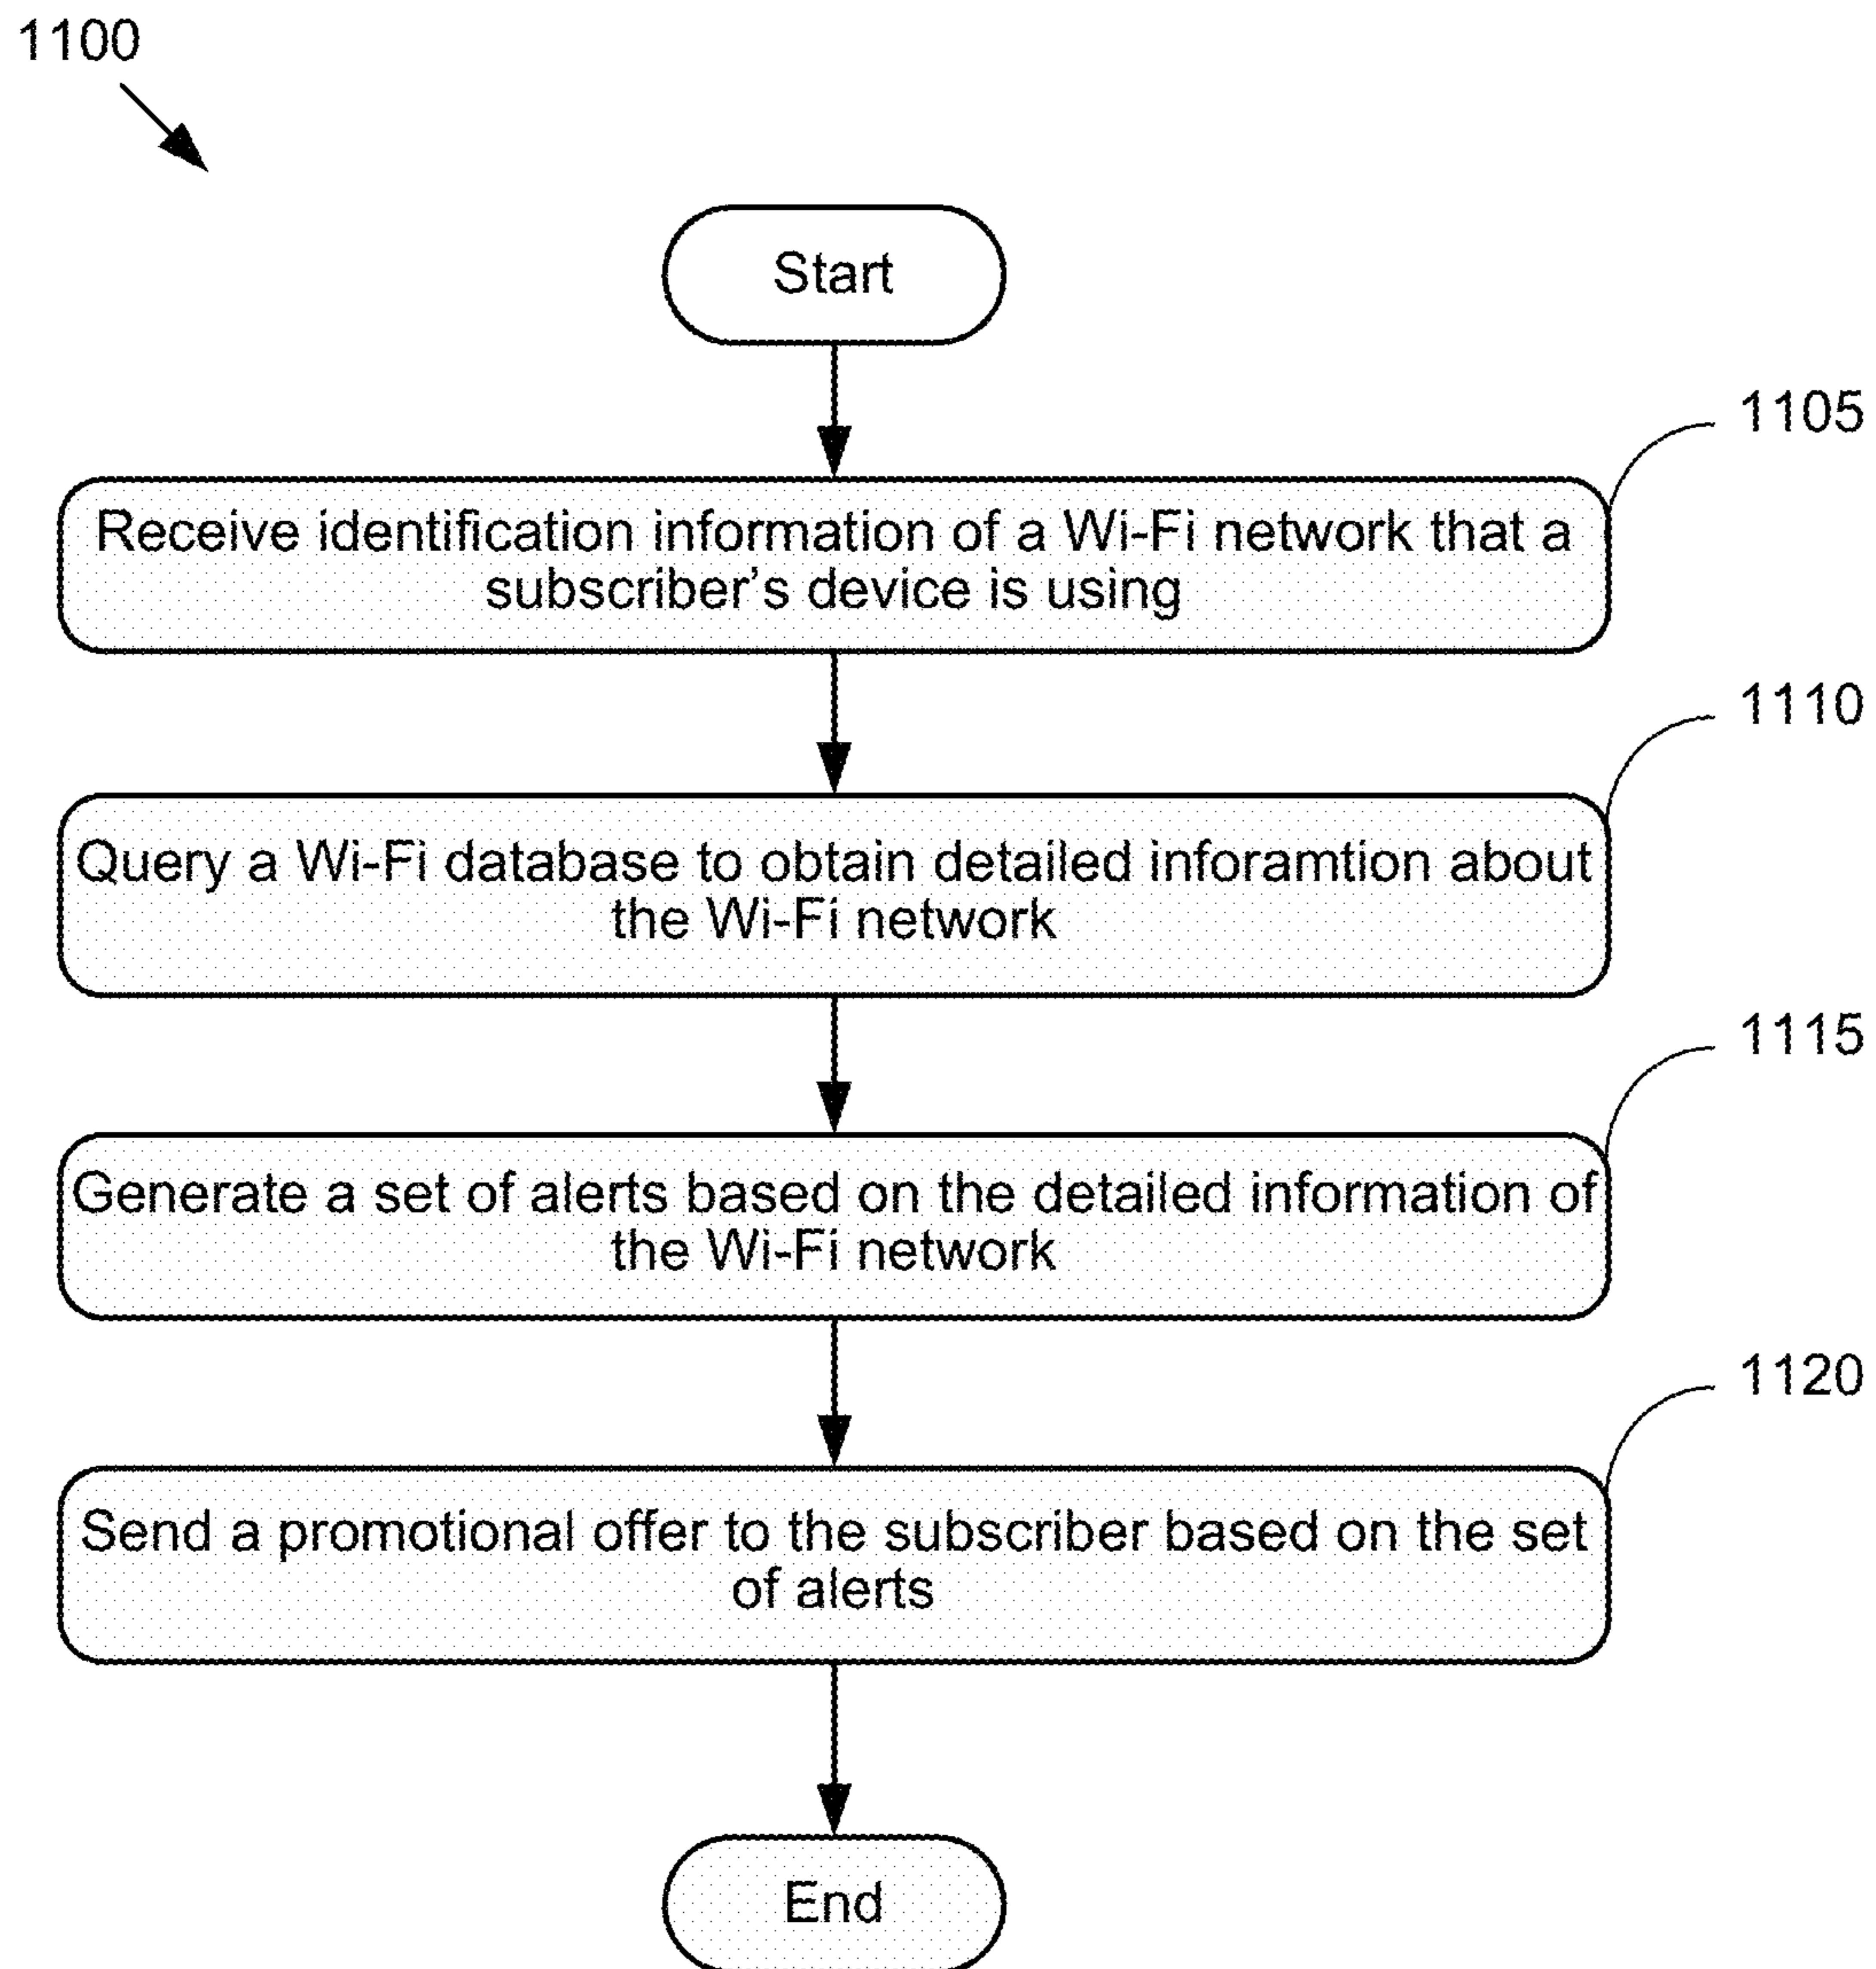 1100
Start
1105
Receive identification information of a Wi-Fi network that a
subscriber's device is using
1110
Query a Wi-Fi database to obtain detailed inforamtion about
the Wi-Fi network
1115
Generate a set of alerts based on the detailed information of
the Wi-Fi network
1120
Send a promotional offer to the subscriber based on the set
of alerts
End